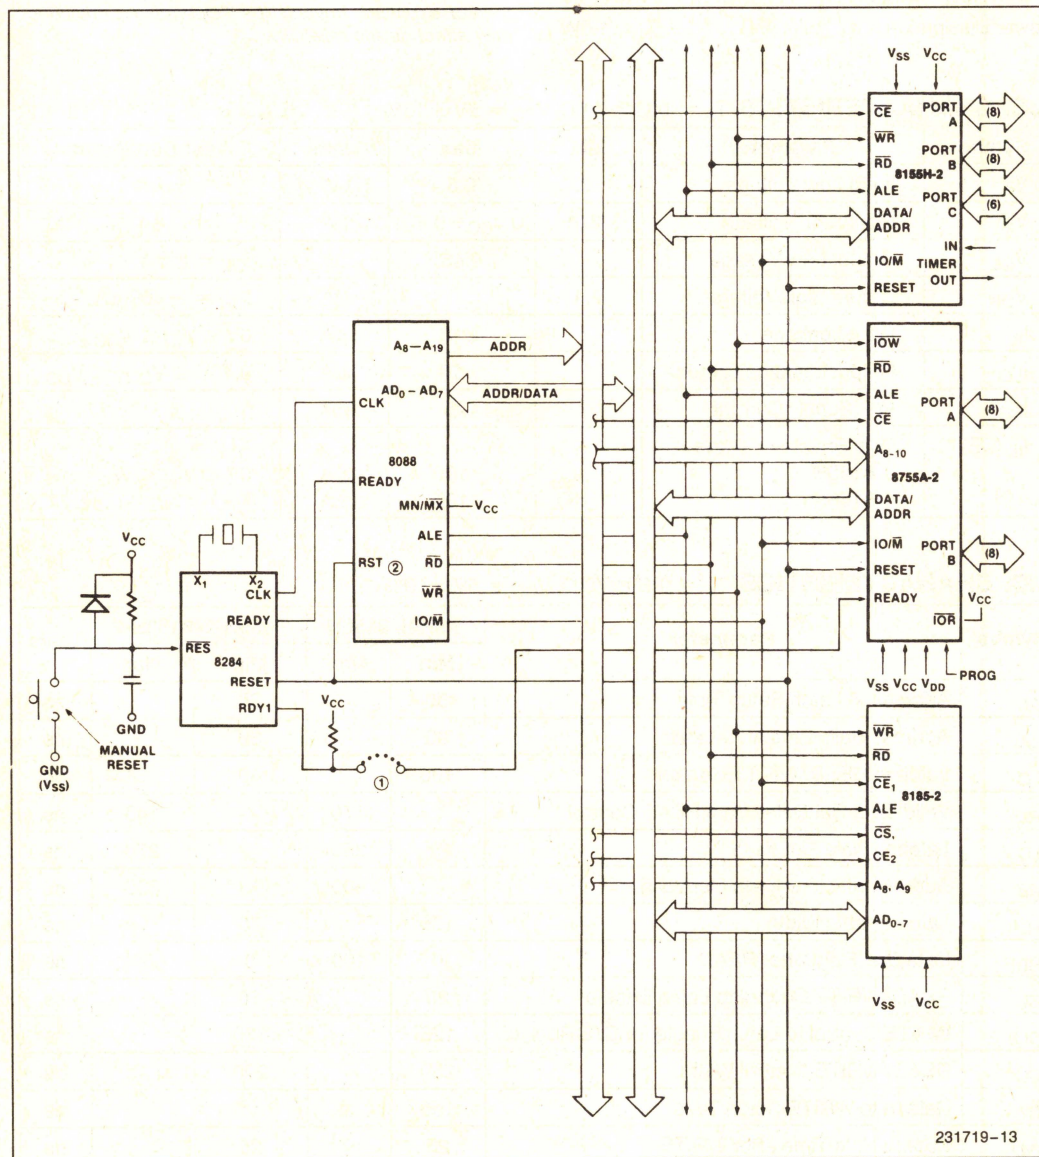 VSS VCC
CE PORT A (8)
WR
PORT B (8)
RD
8155H-2
ALE PORT C (6)
DATA/ADDR
IN
IO/M TIMER
OUT
RESET
A8—A19 ADDR
AD0–AD7 ADDR/DATA
CLK
8088
READY
MN/MX VCC
ALE
RST ② RD
WR
IO/M
IOW
RD
ALE
PORT A (8)
CE
A8-10
8755A-2
DATA/ADDR
IO/M PORT B (8)
RESET
READY VCC
IOR
VSS VCC VDD PROG
VCC
X1 X2
CLK
READY
RES
8284
RESET
RDY1
VCC
①
GND
MANUAL RESET
GND (VSS)
WR
RD
CE1
8185-2
ALE
CS,
CE2
A8, A9
AD0-7
VSS VCC
231719–13